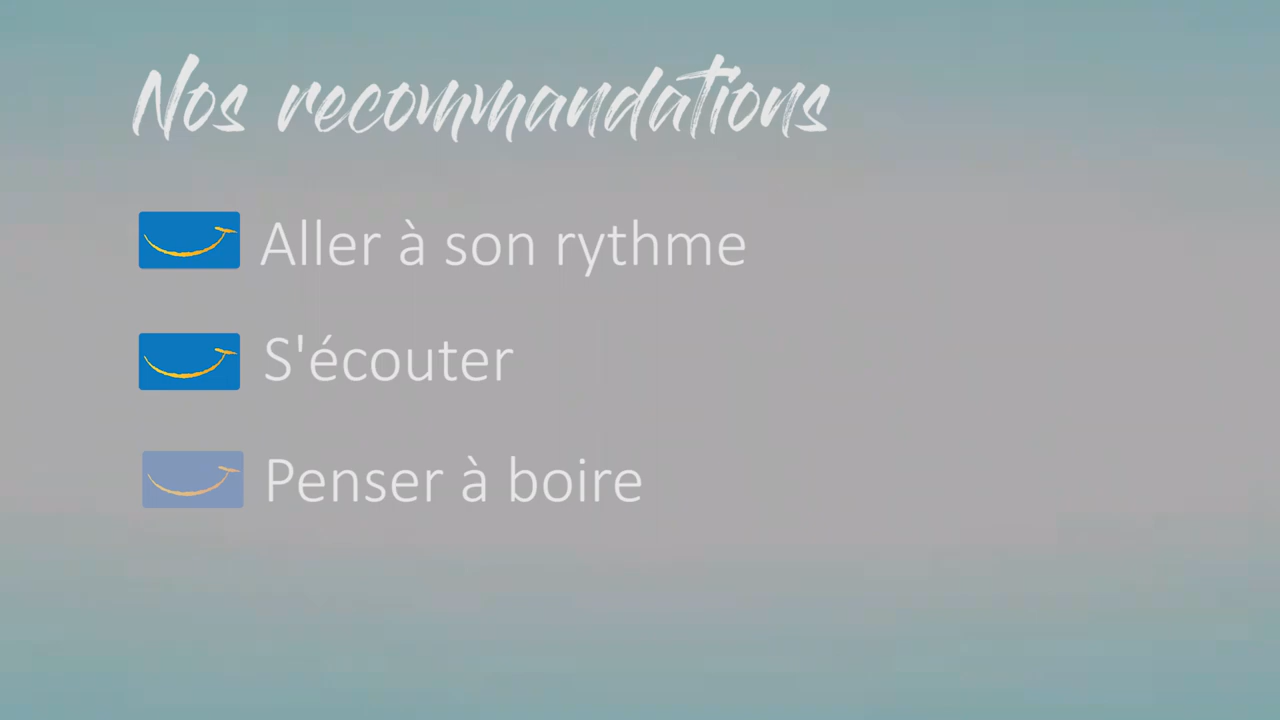 Nos recommandations
Aller à son rythme
S'écouter
Penser à boire